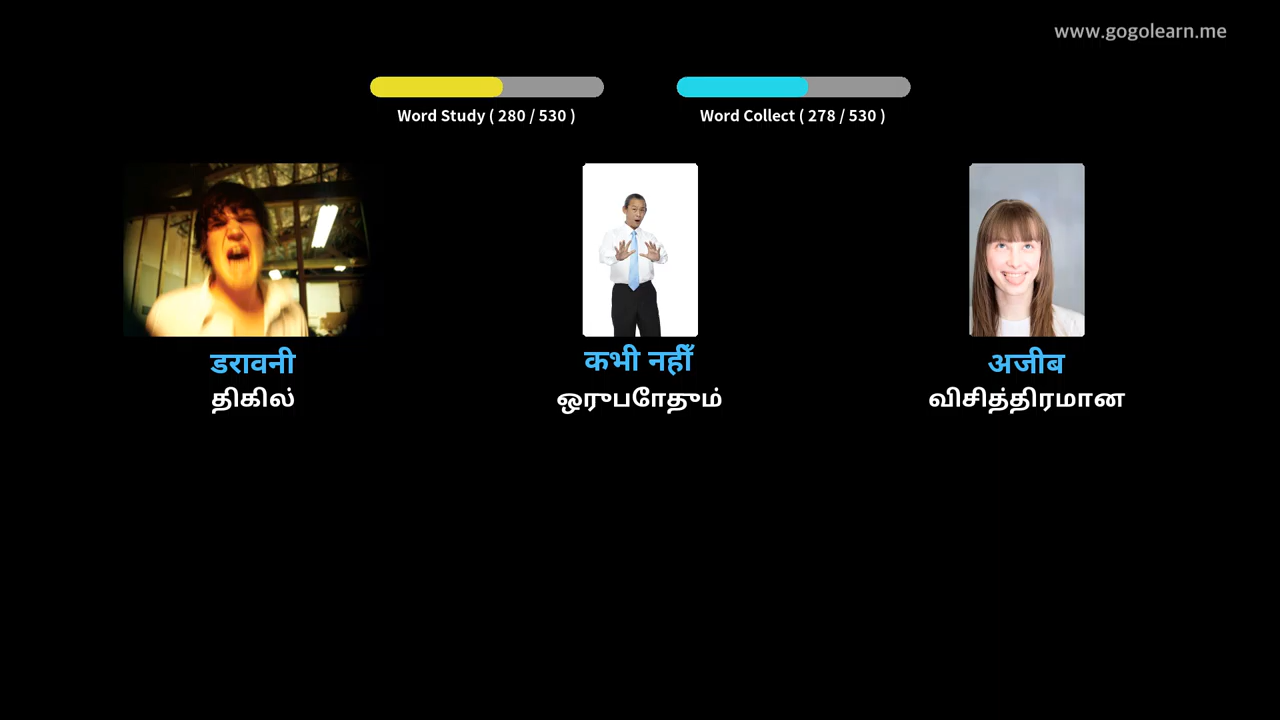 www.gogolearn.me
Word Study ( 280 / 530 )
Word Collect ( 278 / 530 )
डरावनी
कभी नहीँ
अजीब
திகில்
ஒருபோதும்
விசித்திரமான